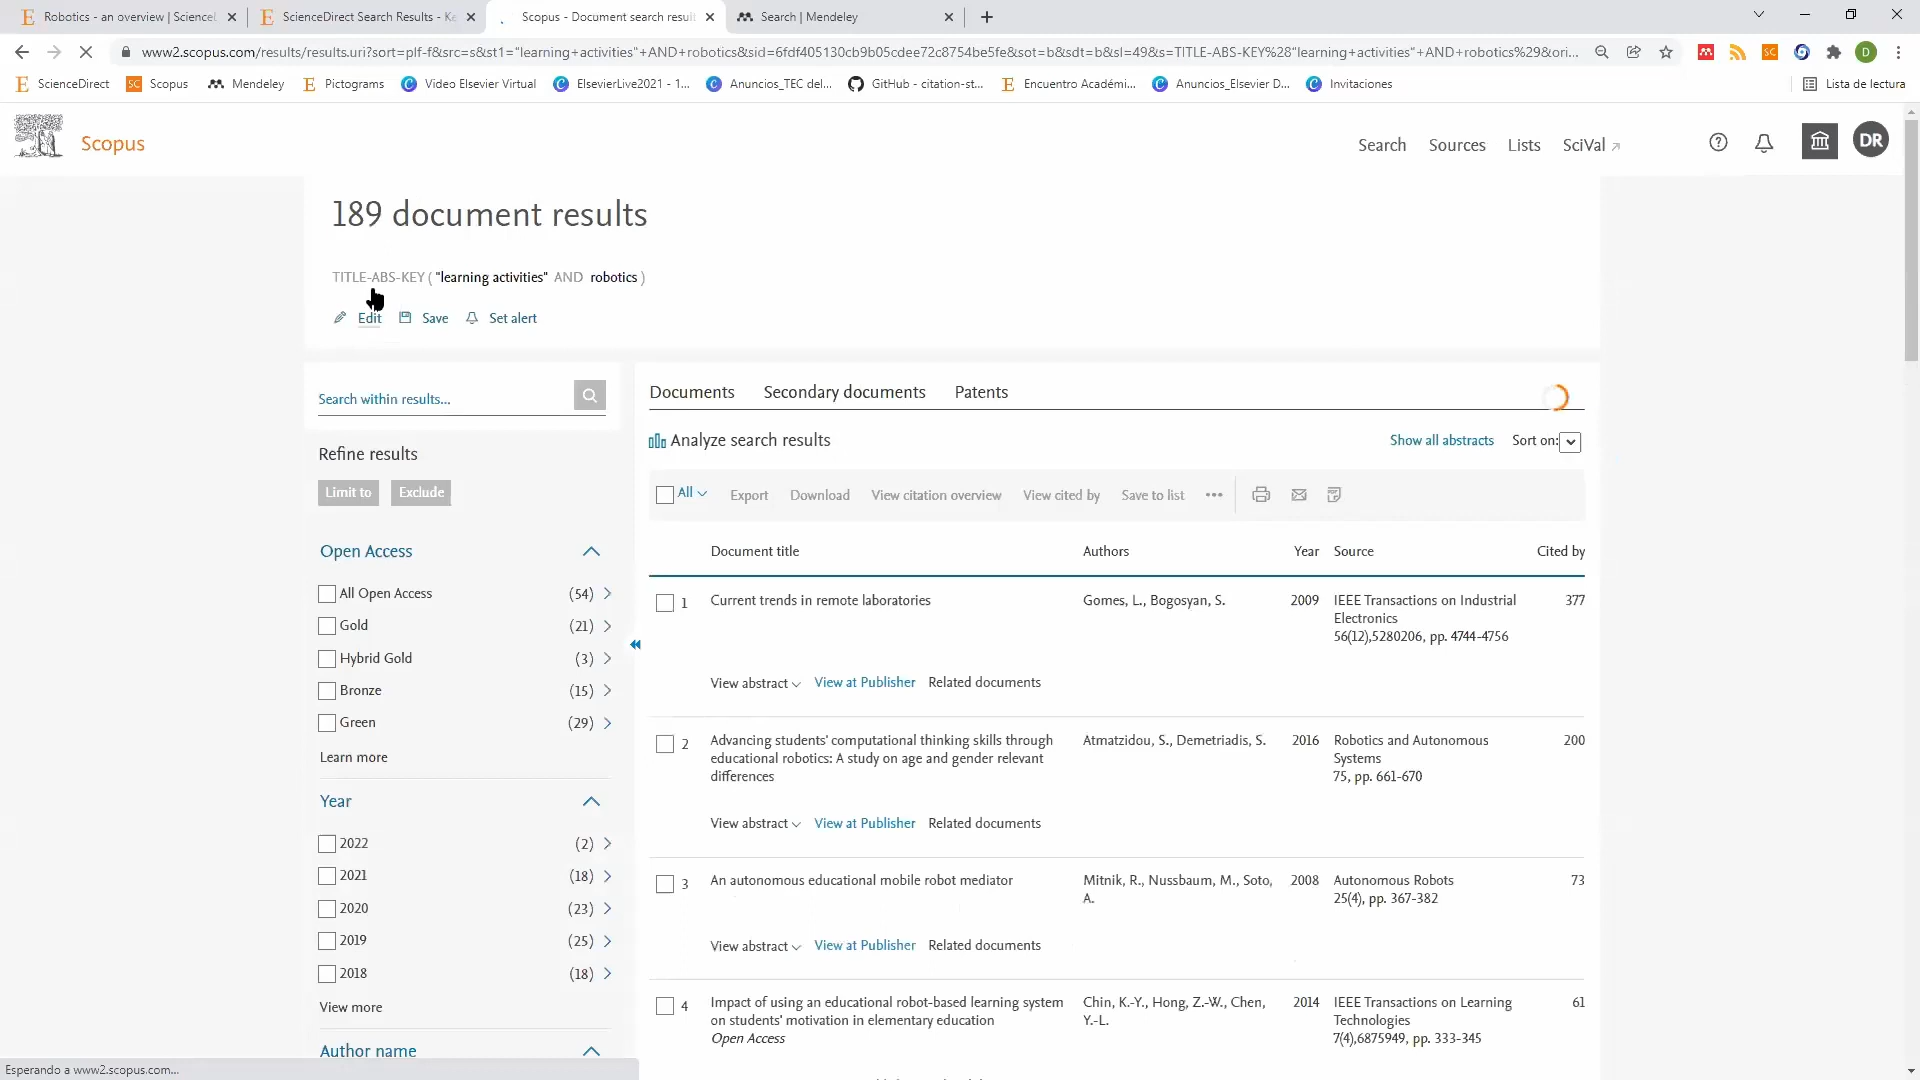 Robotics - an overview | ScienceD
ScienceDirect Search Results - Ke
Scopus - Document search result
Search | Mendeley
www2.scopus.com/results/results.uri?sort=plf-f&src=s&st1="learning+activities"+AND+robotics&sid=6fdf405130cb9b05cdee72c8754be5fe&sot=b&sdt=b&sl=49&s=TITLE-ABS-KEY%28"learning+activities"+AND+robotics%29&ori...
D
ScienceDirect
SC Scopus
Mendeley
Pictograms
Video Elsevier Virtual
ElsevierLive2021 - 1...
Anuncios_TEC del...
GitHub - citation-st...
Encuentro Académi...
Anuncios_Elsevier D...
Invitaciones
Lista de lectura
Scopus
Search
Sources
Lists
SciVal
DR
189 document results
TITLE-ABS-KEY ( "learning activities" AND robotics )
Edit
Save
Set alert
Search within results...
Documents
Secondary documents
Patents
Analyze search results
Show all abstracts
Sort on:
Refine results
Limit to
Exclude
All
Export
Download
View citation overview
View cited by
Save to list
Open Access
All Open Access (54)
Gold (21)
Hybrid Gold (3)
Bronze (15)
Green (29)
Learn more
Year
2022 (2)
2021 (18)
2020 (23)
2019 (25)
2018 (18)
View more
Author name
Document title
Authors
Year
Source
Cited by
1 Current trends in remote laboratories
Gomes, L., Bogosyan, S.
2009
IEEE Transactions on Industrial
Electronics
56(12),5280206, pp. 4744-4756
377
View abstract
View at Publisher
Related documents
2 Advancing students' computational thinking skills through
educational robotics: A study on age and gender relevant
differences
Atmatzidou, S., Demetriadis, S.
2016
Robotics and Autonomous
Systems
75, pp. 661-670
200
View abstract
View at Publisher
Related documents
3 An autonomous educational mobile robot mediator
Mitnik, R., Nussbaum, M., Soto,
A.
2008
Autonomous Robots
25(4), pp. 367-382
73
View abstract
View at Publisher
Related documents
4 Impact of using an educational robot-based learning system
on students' motivation in elementary education
Open Access
Chin, K.-Y., Hong, Z.-W., Chen,
Y.-L.
2014
IEEE Transactions on Learning
Technologies
7(4),6875949, pp. 333-345
61
Esperando a www2.scopus.com...